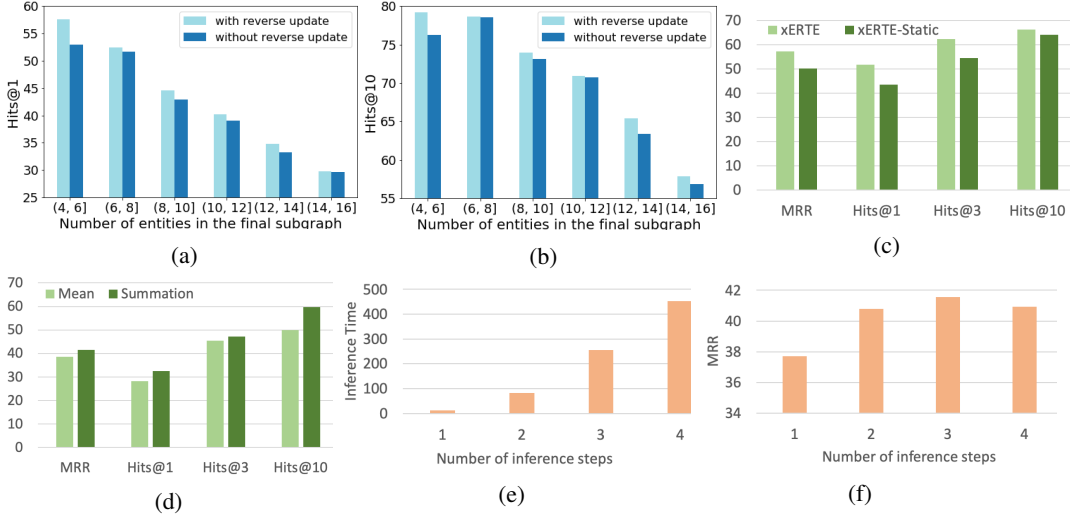 with reverse update
without reverse update
Hits@1
60
55
50
45
40
35
30
25
(4, 6] (6, 8] (8, 10] (10, 12] (12, 14] (14, 16]
Number of entities in the final subgraph
(a)
with reverse update
without reverse update
Hits@10
80
75
70
65
60
55
(4, 6] (6, 8] (8, 10] (10, 12] (12, 14] (14, 16]
Number of entities in the final subgraph
(b)
xERTE xERTE-Static
70
60
50
40
30
20
10
0
MRR Hits@1 Hits@3 Hits@10
(c)
Mean Summation
70
60
50
40
30
20
10
0
MRR Hits@1 Hits@3 Hits@10
(d)
Inference Time
500
400
300
200
100
0
1 2 3 4
Number of inference steps
(e)
MRR
42
40
38
36
34
1 2 3 4
Number of inference steps
(f)